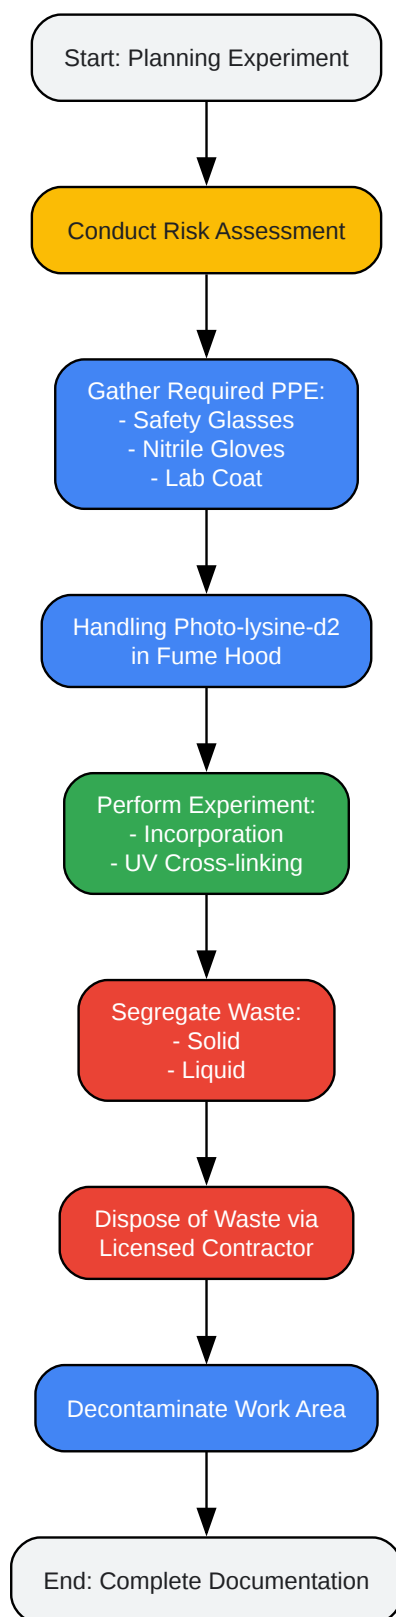 Start: Planning Experiment
Conduct Risk Assessment
Gather Required PPE:
- Safety Glasses
- Nitrile Gloves
- Lab Coat
Handling Photo-lysine-d2
in Fume Hood
Perform Experiment:
- Incorporation
- UV Cross-linking
Segregate Waste:
- Solid
- Liquid
Dispose of Waste via
Licensed Contractor
Decontaminate Work Area
End: Complete Documentation